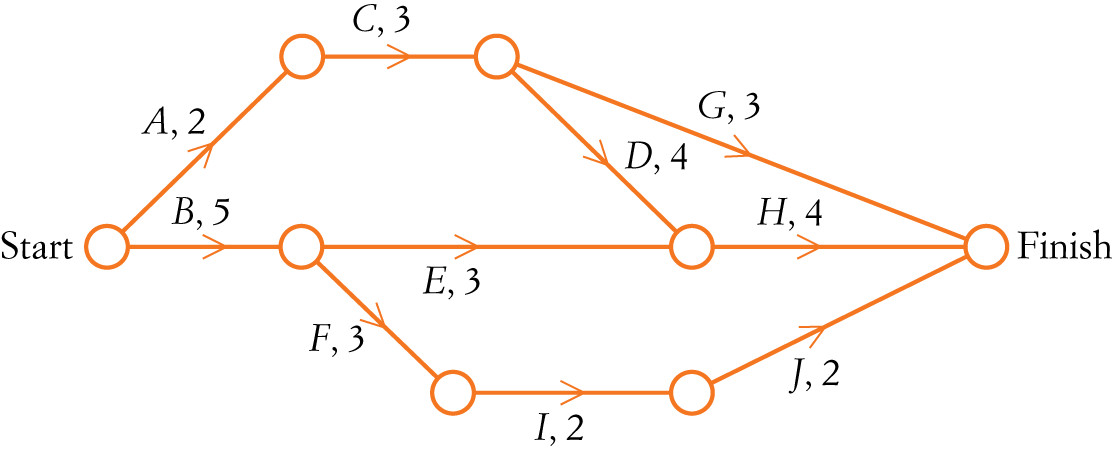 C, 3
A, 2
G, 3
D, 4
B, 5
H, 4
Start
Finish
E, 3
F, 3
J, 2
I, 2